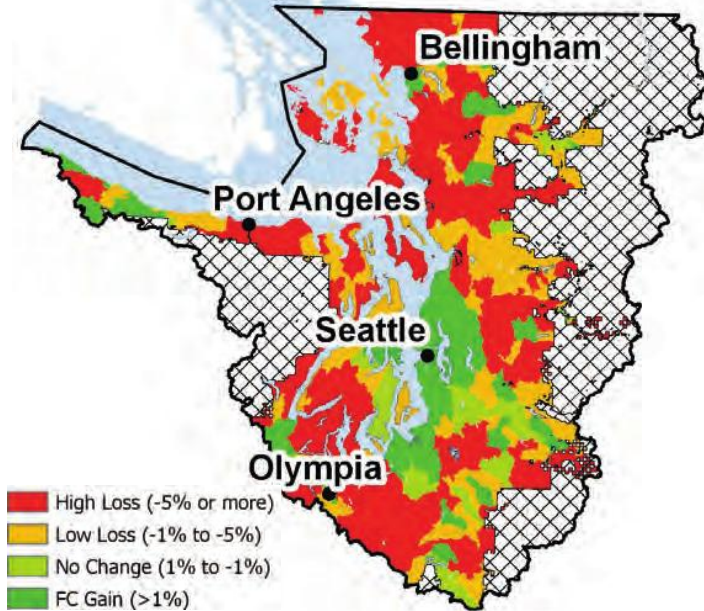 Bellingham
Port Angeles
Seattle
Olympia
High Loss (-5% or more)
Low Loss (-1% to -5%)
No Change (1% to -1%)
FC Gain (>1%)